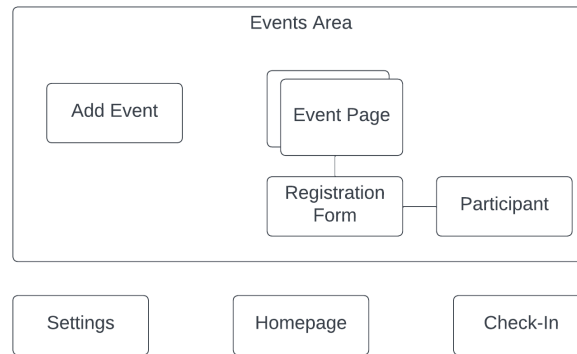 Events Area
Add Event
Event Page
Registration
Form
Participant
Settings
Homepage
Check-In